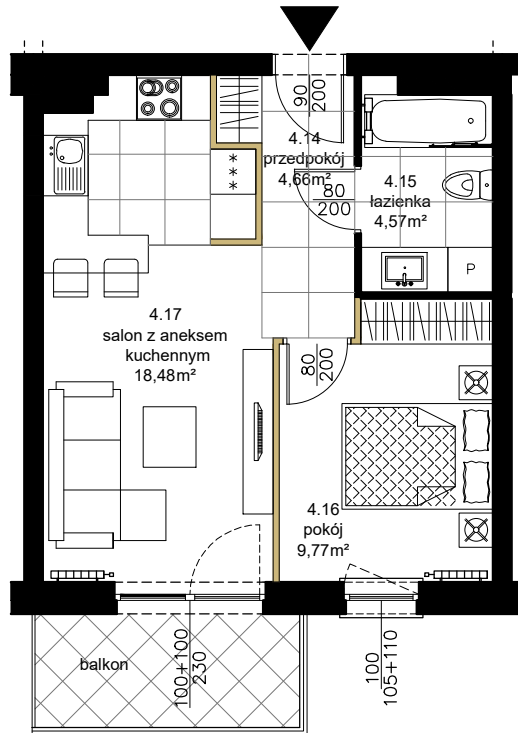 90
200
4.14
przedpokój
4,66m²
80
200
4.15
łazienka
4,57m²
***
P
4.17
salon z aneksem
kuchennym
18,48m²
80
200
4.16
pokój
9,77m²
balkon
100+100
230
100
105+110